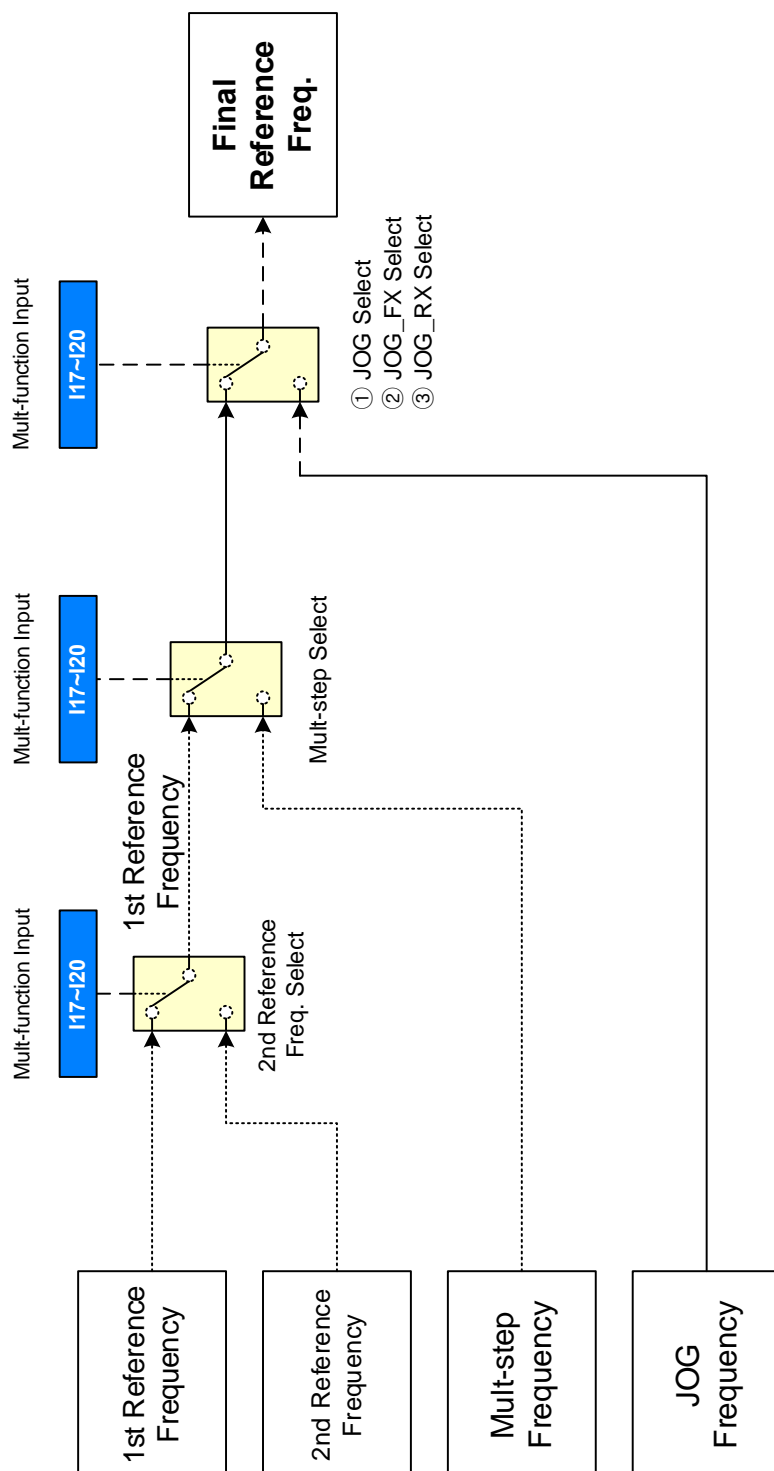 Mult-function Input
Mult-function Input
Mult-function Input
I17~I20
I17~I20
I17~I20
1st Reference
Frequency
1st Reference
Frequency
2nd Reference
Freq. Select
2nd Reference
Frequency
Mult-step Select
Mult-step
Frequency
JOG
Frequency
① JOG Select
② JOG_FX Select
③ JOG_RX Select
Final
Reference
Freq.